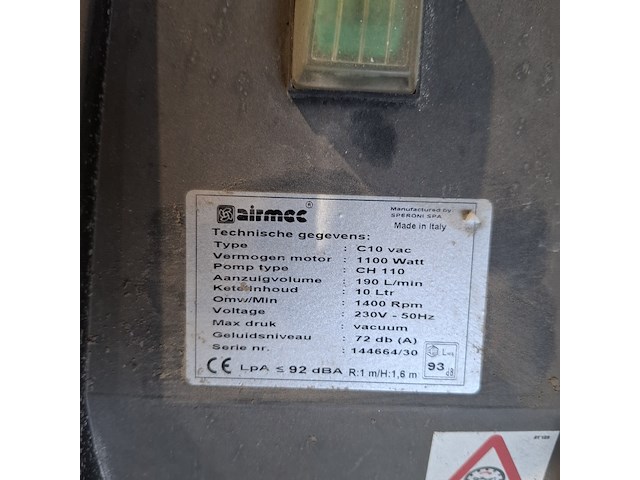 airmec®
Manufactured by
SPERONI SPA
Made in Italy
Technische gegevens:
Type : C10 vac
Vermogen motor : 1100 Watt
Pomp type : CH 110
Aanzuigvolume : 190 L/min
Ketelinhoud : 10 Ltr
Omw/Min : 1400 Rpm
Voltage : 230V - 50Hz
Max druk : vacuum
Geluidsniveau : 72 db (A)
Serie nr. : 144664/30
CE LpA ≤ 92 dBA R:1 m/H:1,6 m
93 dB